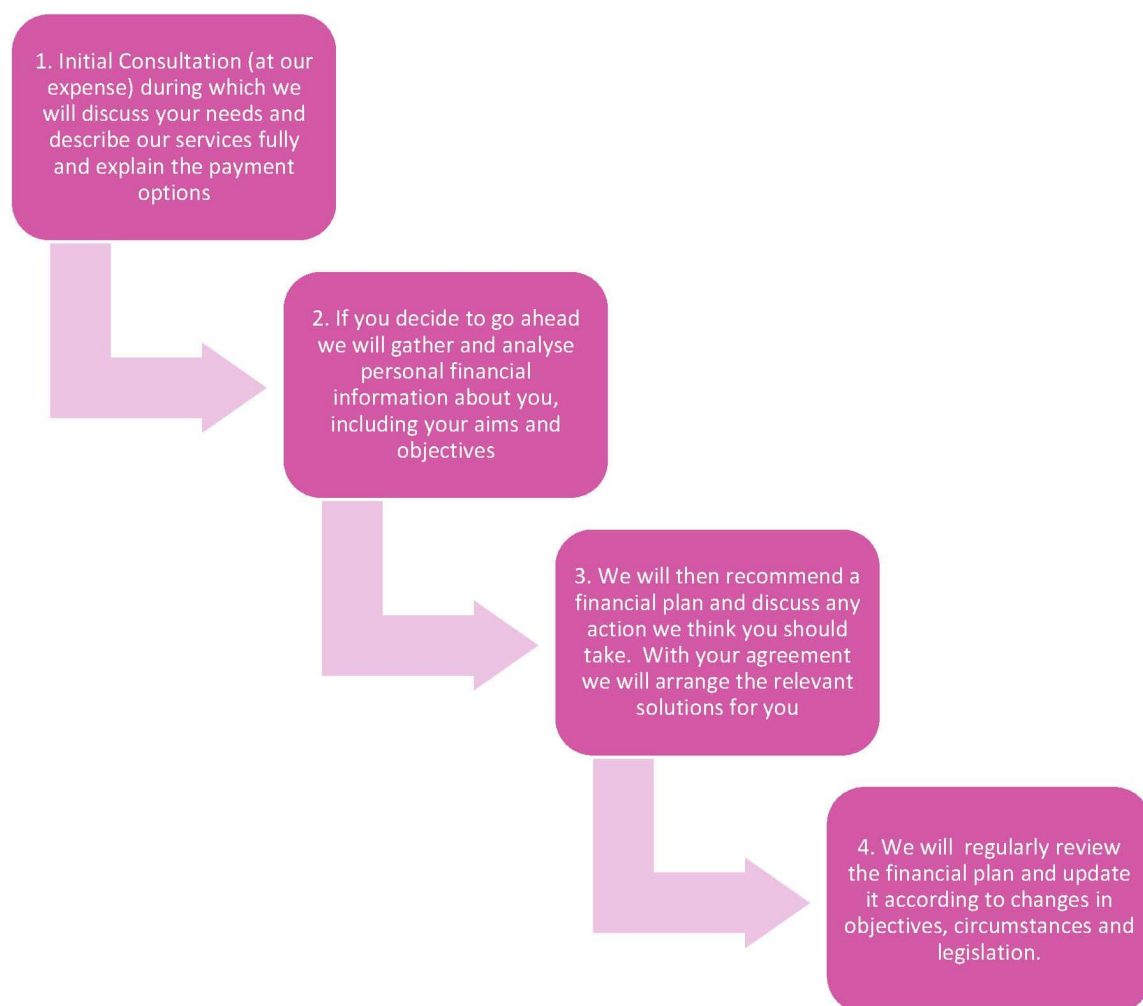 1. Initial Consultation (at our
expense) during which we
will discuss your needs and
describe our services fully
and explain the payment
options
2. If you decide to go ahead
we will gather and analyse
personal financial
information about you,
including your aims and
objectives
3. We will then recommend a
financial plan and discuss any
action we think you should
take.  With your agreement
we will arrange the relevant
solutions for you
4. We will  regularly review
the financial plan and update
it according to changes in
objectives, circumstances and
legislation.